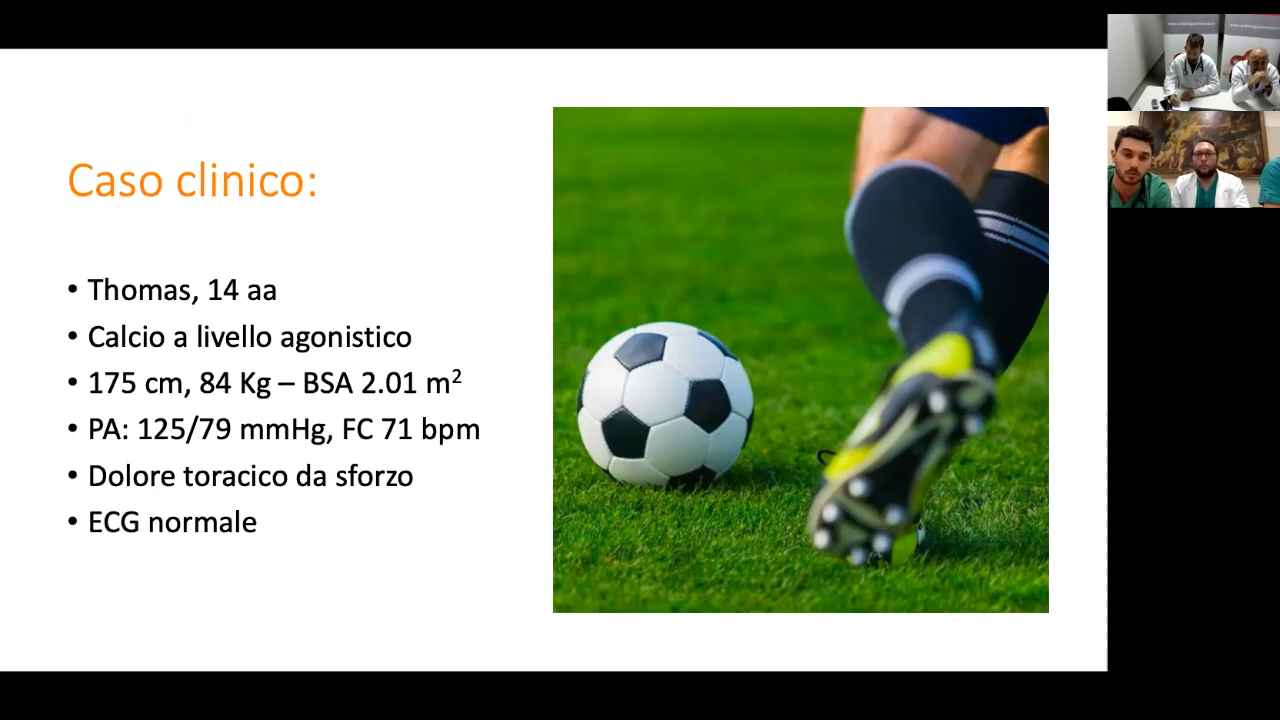 Caso clinico:
• Thomas, 14 aa
• Calcio a livello agonistico
• 175 cm, 84 Kg – BSA 2.01 m²
• PA: 125/79 mmHg, FC 71 bpm
• Dolore toracico da sforzo
• ECG normale